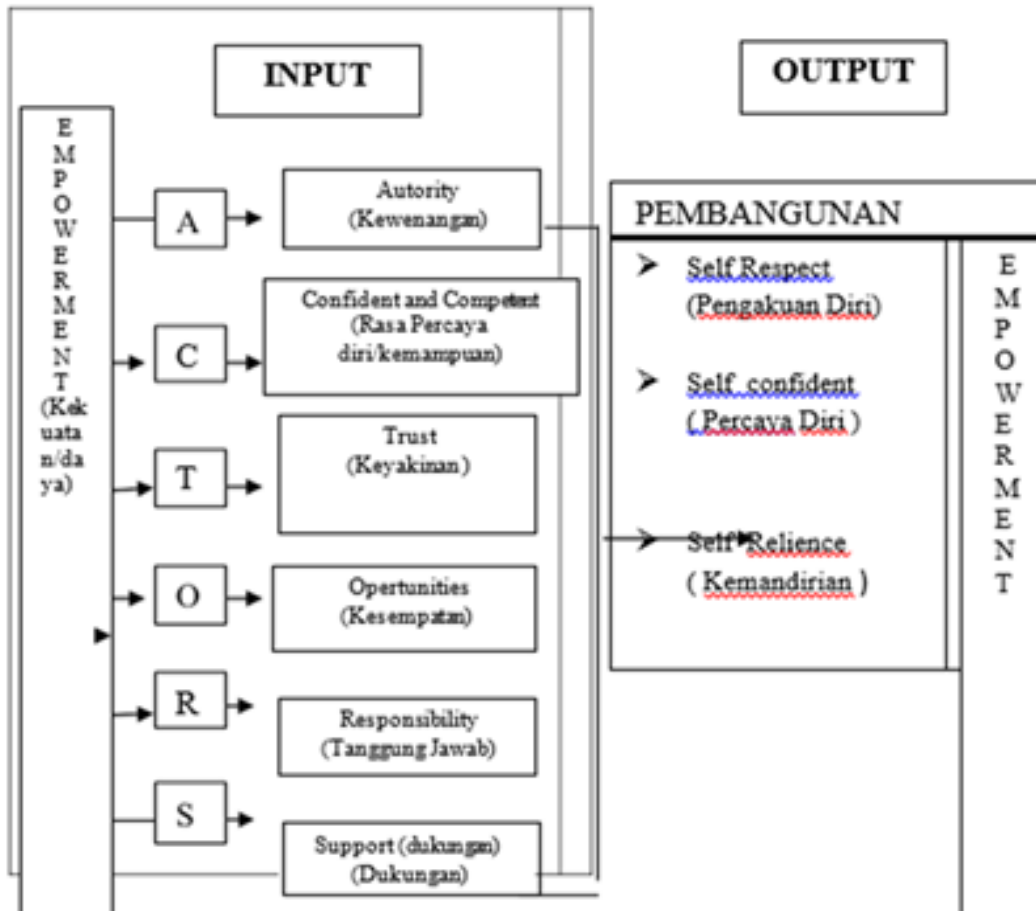 INPUT
OUTPUT
E
M
P
O
W
E
R
M
E
N
T
(Kek
uata
n/da
ya)
A
Autority
(Kewenangan)
C
Confident and Competent
(Rasa Percaya
diri/kemampuan)
T
Trust
(Keyakinan )
O
Opertunities
(Kesempatan)
R
Responsibility
(Tanggung Jawab)
S
Support (dukungan)
(Dukungan)
PEMBANGUNAN
Self Respect
(Pengakuan Diri)
Self confident
( Percaya Diri )
Self Relience
( Kemandirian )
E
M
P
O
W
E
R
M
E
N
T